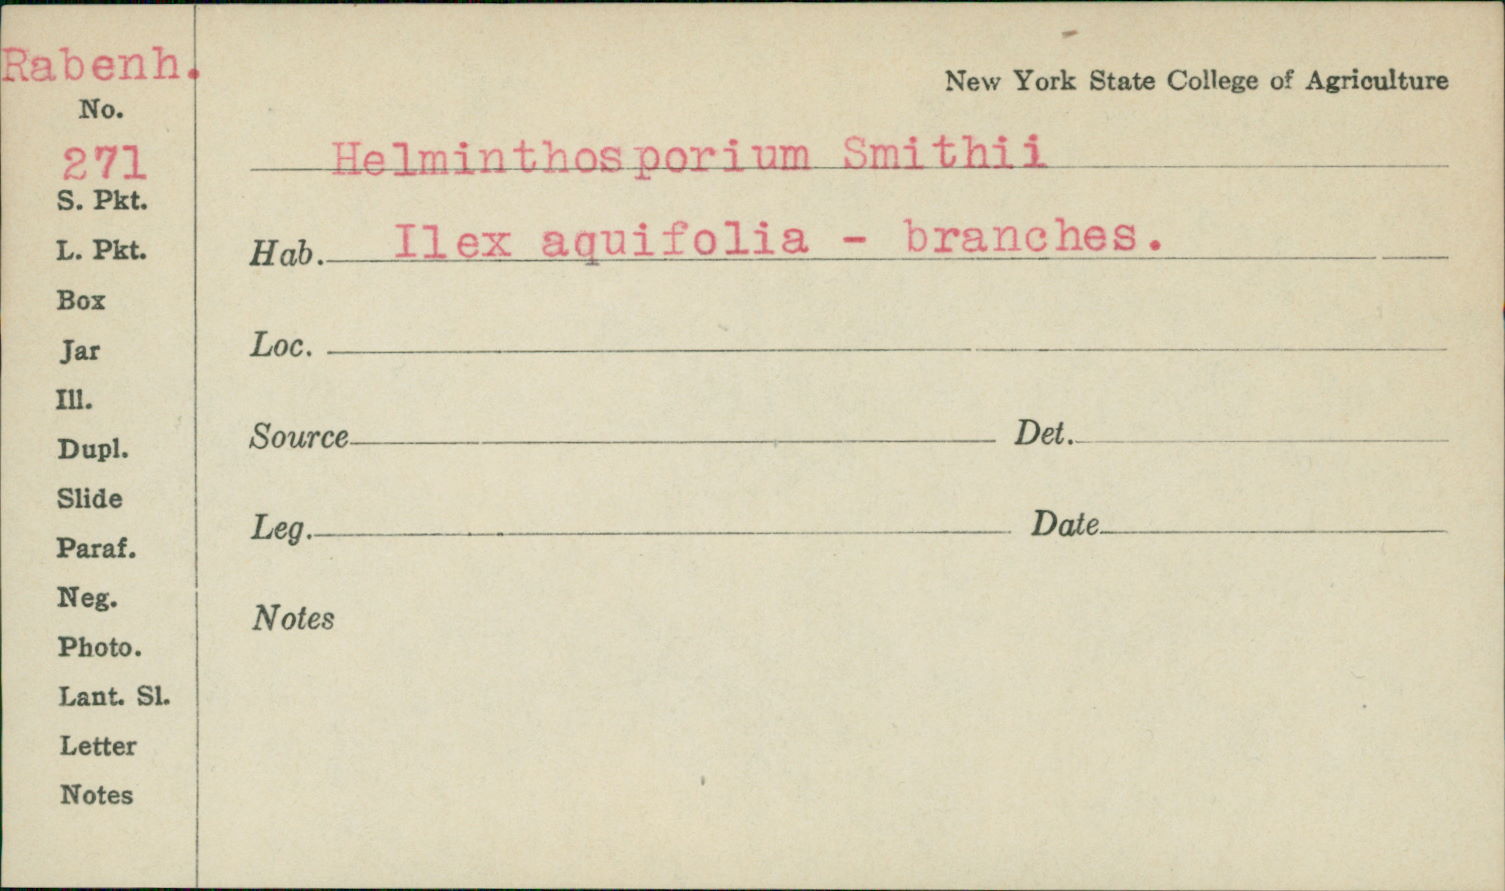 Rabenh.
New York State College of Agriculture
No.
271
Helminthosporium Smithii
S. Pkt.
L. Pkt.
Hab. Ilex aquifolia - branches.
Box
Jar
Loc.
Ill.
Dupl.
Source Det.
Slide
Leg. Date
Paraf.
Neg.
Notes
Photo.
Lant. Sl.
Letter
Notes